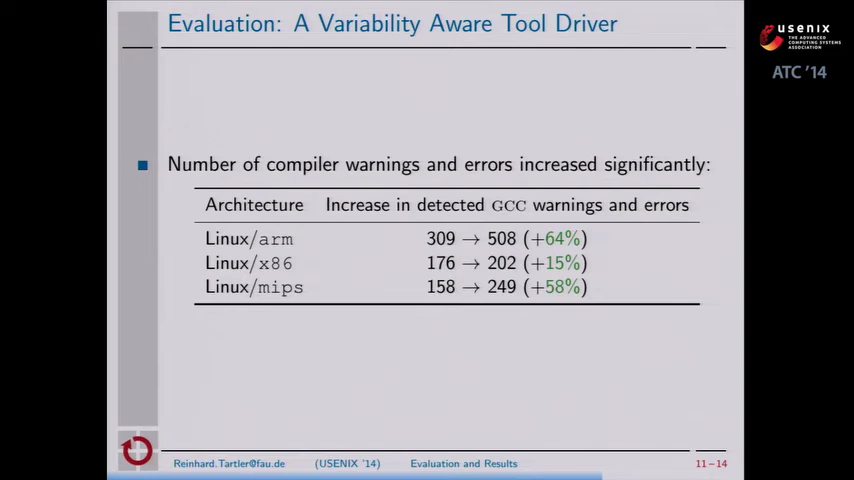 Evaluation: A Variability Aware Tool Driver
usenix
THE ADVANCED
COMPUTING SYSTEMS
ASSOCIATION
ATC '14
Number of compiler warnings and errors increased significantly:
Architecture Increase in detected GCC warnings and errors
Linux/arm 309 → 508 (+64%)
Linux/x86 176 → 202 (+15%)
Linux/mips 158 → 249 (+58%)
Reinhard.Tartler@fau.de (USENIX '14) Evaluation and Results 11–14